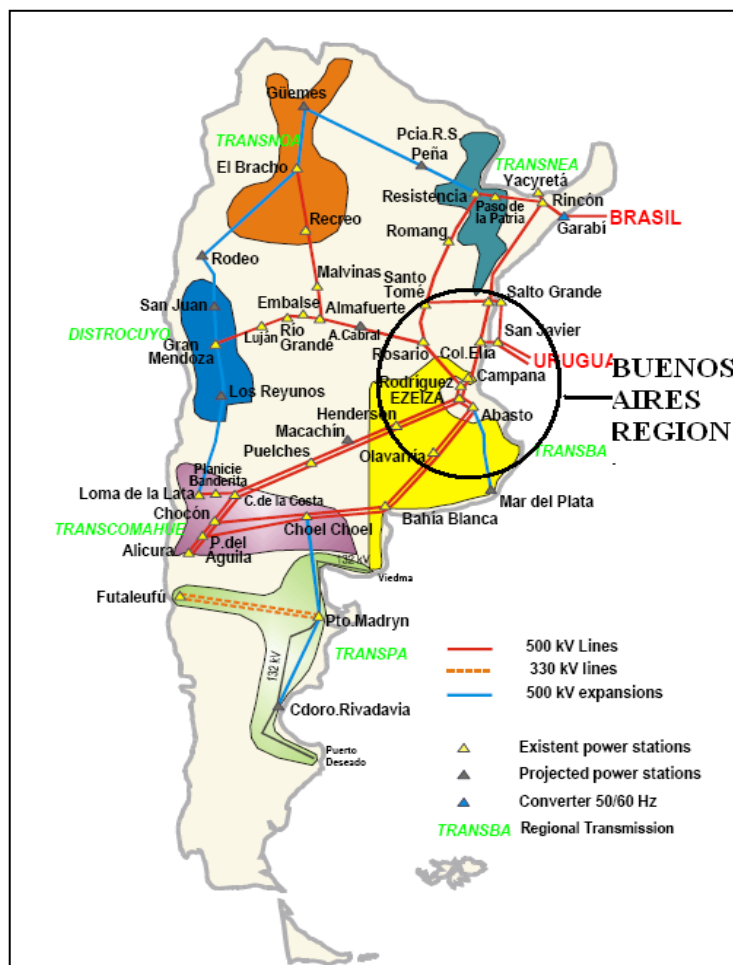 Güemes
TRANSNOA
Pcia.R.S.
Peña
El Bracho
TRANSNEA
Yacyretá
Resistencia
Rincón
Paso de
la Patria
BRASIL
Garabí
Recreo
Romang
Rodeo
Malvinas
Santo
Tomé
Salto Grande
San Juan
Embalse
Almafuerte
DISTROCUYO
Gran
Mendoza
Luján
Rio
Grande
A.Cabral
Rosario
San Javier
Col.Elia
URUGUA
BUENOS
AIRES
REGION
.
Campana
Rodríguez
EZEIZA
Los Reyunos
Henderson
Abasto
Macachín
Puelches
Olavarría
TRANSBA
Planicie
Banderita
Loma de la Lata
C.de la Costa
Mar del Plata
Chocón
Bahía Blanca
TRANSCOMAHUE
Choel Choel
P.del
Aguila
Alicura
132 kV
Viedma
Futaleufú
Pto.Madryn
TRANSPA
132 kV
Cdoro.Rivadavia
Puerto
Deseado
500 kV Lines
330 kV lines
500 kV expansions
Existent power stations
Projected power stations
Converter 50/60 Hz
TRANSBA Regional Transmission